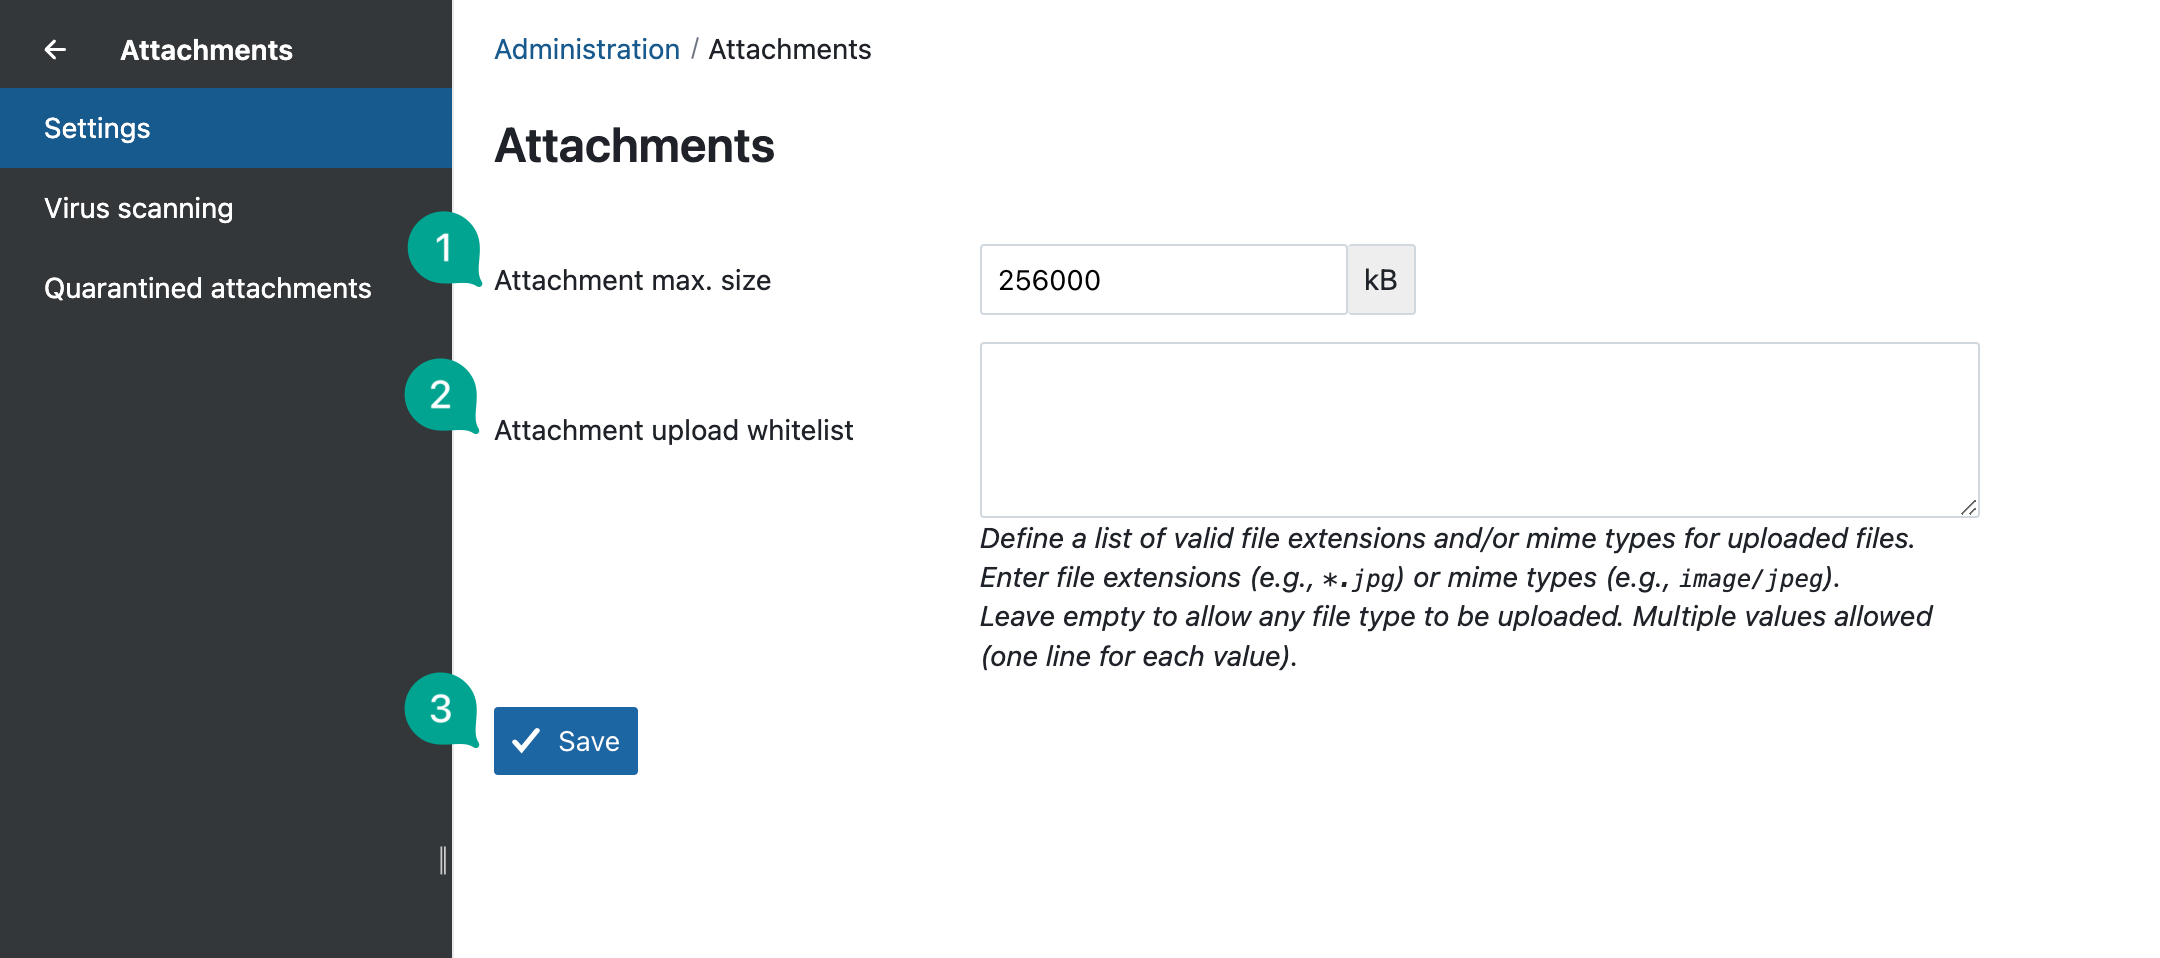 Attachments
Settings
Virus scanning
Quarantined attachments
Administration / Attachments
Attachments
1
Attachment max. size
256000
kB
2
Attachment upload whitelist
Define a list of valid file extensions and/or mime types for uploaded files.
Enter file extensions (e.g., *.jpg) or mime types (e.g., image/jpeg).
Leave empty to allow any file type to be uploaded. Multiple values allowed
(one line for each value).
3
Save